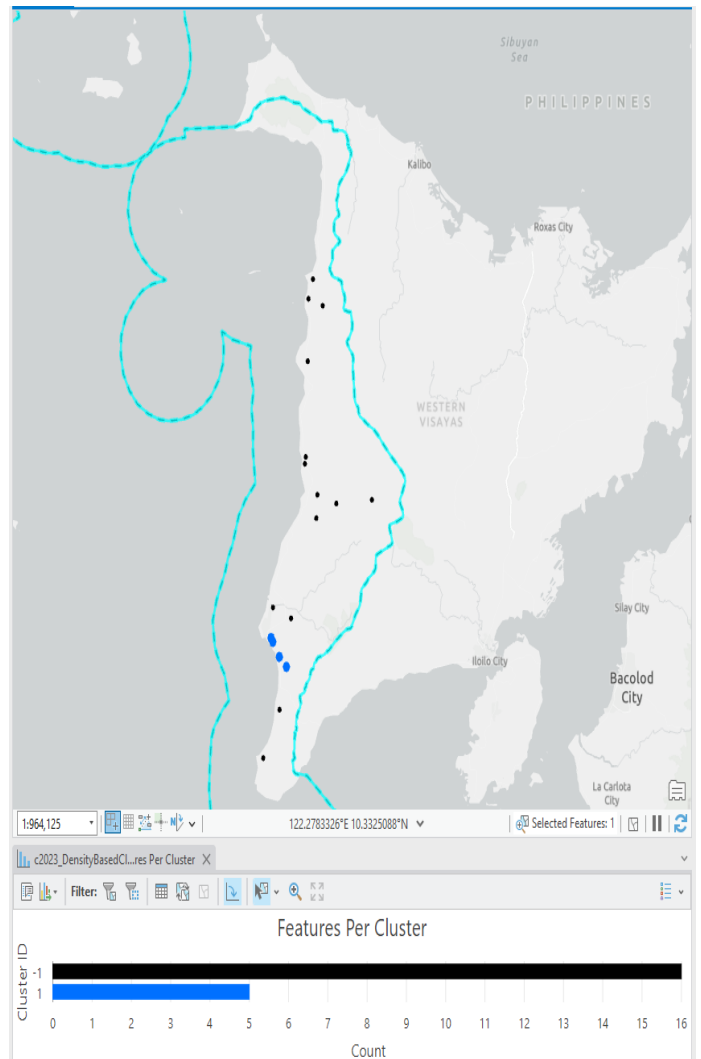 Sibuyan
Sea
PHILIPPINES
Kalibo
Roxas City
WESTERN
VISAYAS
Silay City
Iloilo City
Bacolod
City
La Carlota
City
1:964,125
122.2783326°E 10.3325088°N
Selected Features: 1
c2023_DensityBasedCl...res Per Cluster
Filter:
Features Per Cluster
Cluster ID
-1
1
0 1 2 3 4 5 6 7 8 9 10 11 12 13 14 15 16
Count